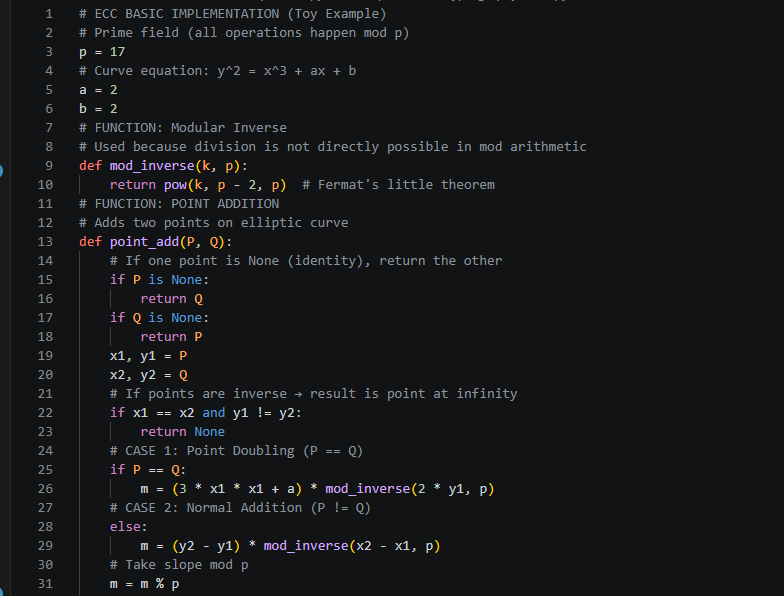 1 # ECC BASIC IMPLEMENTATION (Toy Example)
2 # Prime field (all operations happen mod p)
3 p = 17
4 # Curve equation: y^2 = x^3 + ax + b
5 a = 2
6 b = 2
7 # FUNCTION: Modular Inverse
8 # Used because division is not directly possible in mod arithmetic
9 def mod_inverse(k, p):
10     return pow(k, p - 2, p)  # Fermat's little theorem
11 # FUNCTION: POINT ADDITION
12 # Adds two points on elliptic curve
13 def point_add(P, Q):
14     # If one point is None (identity), return the other
15     if P is None:
16         return Q
17     if Q is None:
18         return P
19     x1, y1 = P
20     x2, y2 = Q
21     # If points are inverse → result is point at infinity
22     if x1 == x2 and y1 != y2:
23         return None
24     # CASE 1: Point Doubling (P == Q)
25     if P == Q:
26         m = (3 * x1 * x1 + a) * mod_inverse(2 * y1, p)
27     # CASE 2: Normal Addition (P != Q)
28     else:
29         m = (y2 - y1) * mod_inverse(x2 - x1, p)
30     # Take slope mod p
31     m = m % p